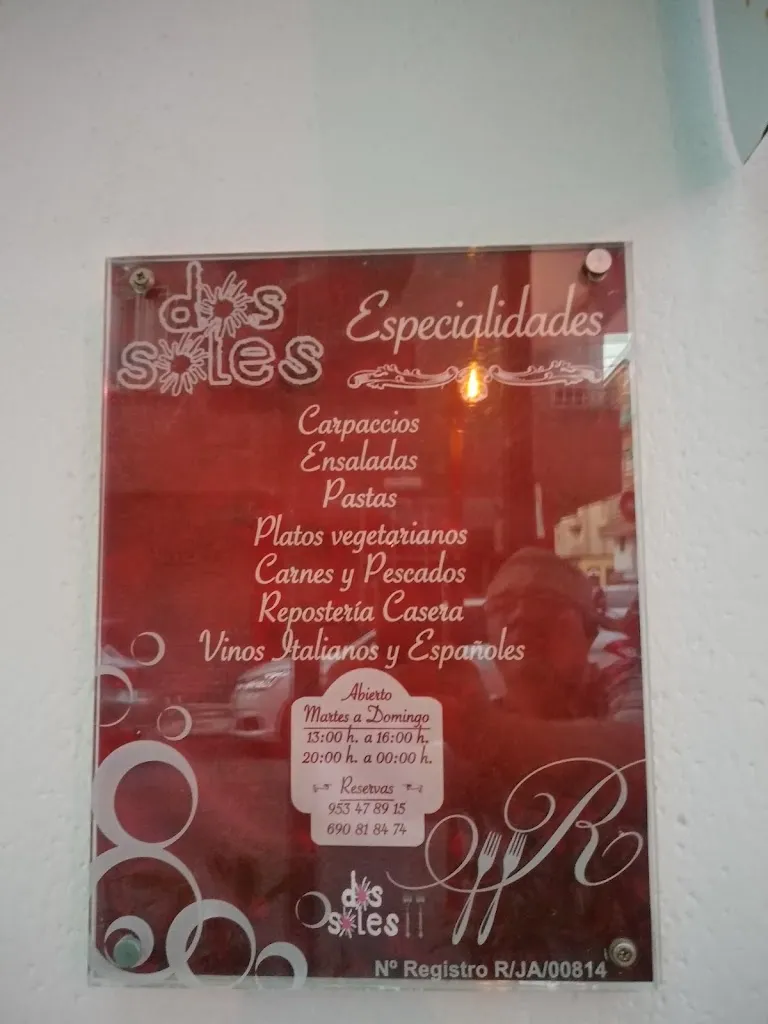 dos
soles
Especialidades
Carpaccios
Ensaladas
Pastas
Platos vegetarianos
Carnes y Pescados
Repostería Casera
Vinos Italianos y Españoles
Abierto
Martes a Domingo
13:00 h. a 16:00 h.
20:00 h. a 00:00 h.
Reservas
953 47 89 15
690 81 84 74
R
dos
soles
Nº Registro R/JA/00814